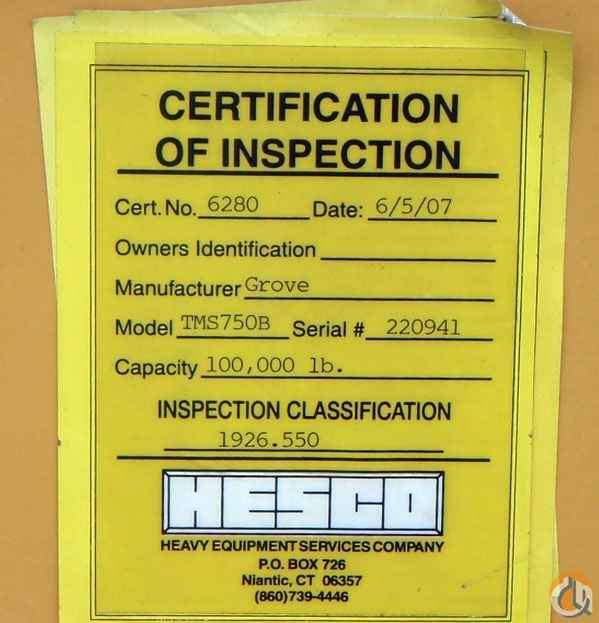 CERTIFICATION
OF INSPECTION
Cert. No. 6280 Date: 6/5/07
Owners Identification
Manufacturer Grove
Model TMS750B Serial # 220941
Capacity 100,000 lb.
INSPECTION CLASSIFICATION
1926.550
HESCO
HEAVY EQUIPMENT SERVICES COMPANY
P.O. BOX 726
Niantic, CT 06357
(860)739-4446